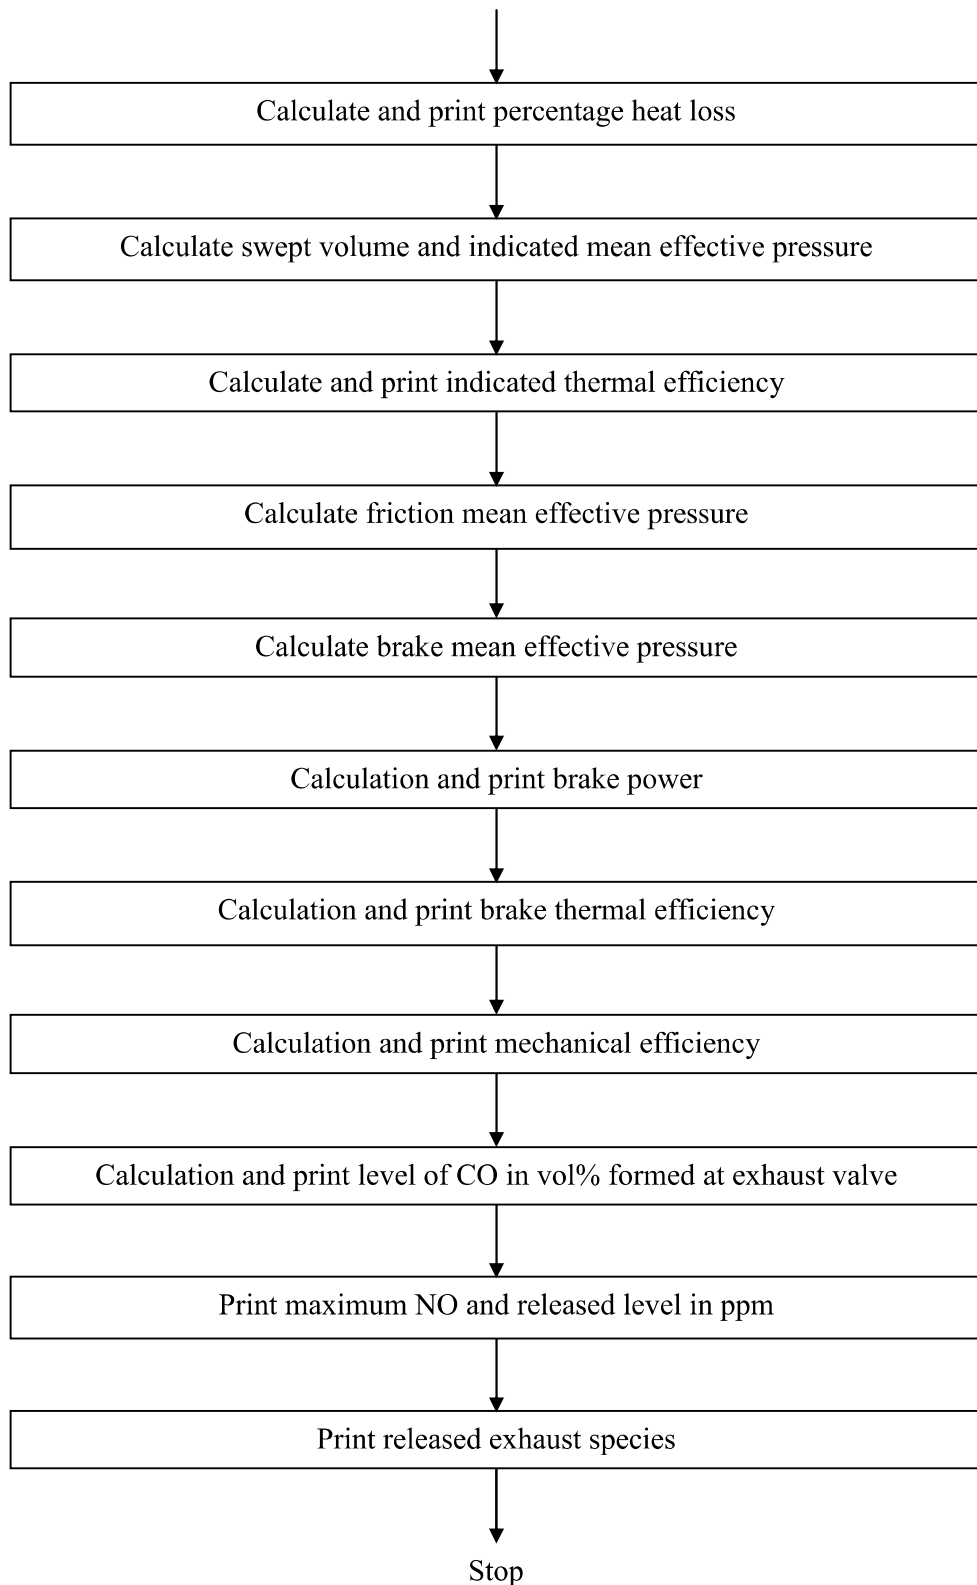 Calculate and print percentage heat loss
Calculate swept volume and indicated mean effective pressure
Calculate and print indicated thermal efficiency
Calculate friction mean effective pressure
Calculate brake mean effective pressure
Calculation and print brake power
Calculation and print brake thermal efficiency
Calculation and print mechanical efficiency
Calculation and print level of CO in vol% formed at exhaust valve
Print maximum NO and released level in ppm
Print released exhaust species
Stop